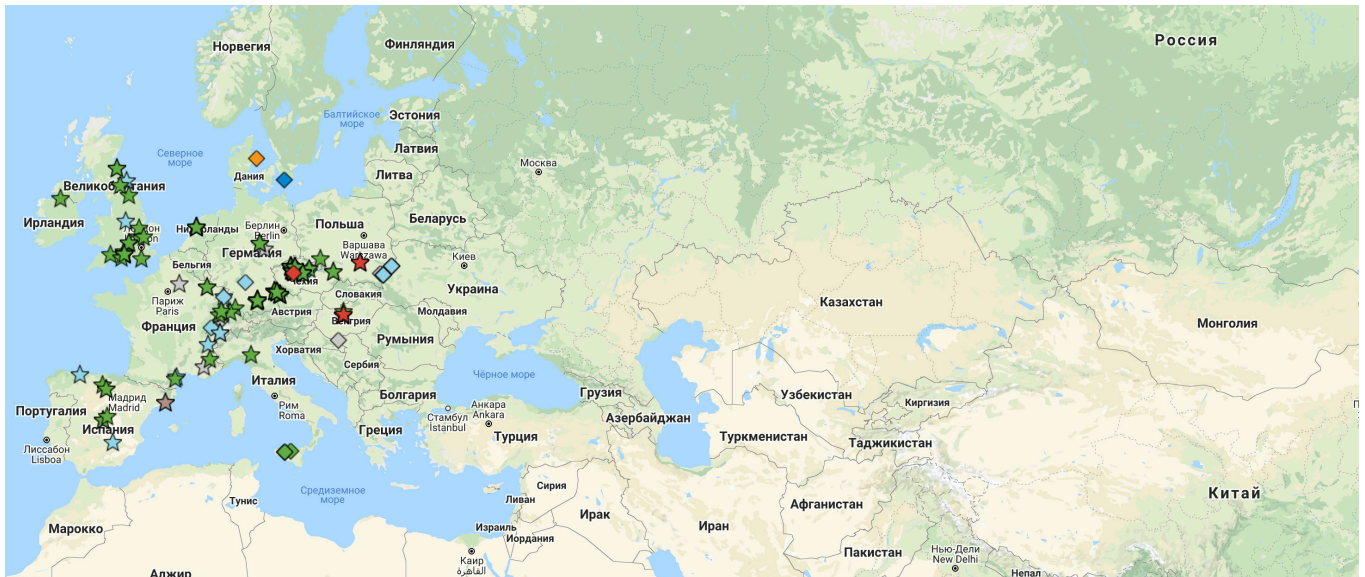 Россия
Норвегия
Финляндия
Балтийское
море
Эстония
Латвия
Литва
Северное
море
Москва
Дания
Великобритания
Ирландия
Нидерланды
Берлин
Berlin
Польша
Беларусь
Варшава
Warszawa
Германия
Киев
Бельгия
Чехия
Украина
Париж
Paris
Словакия
Австрия
Молдавия
Венгрия
Франция
Казахстан
Монголия
Хорватия
Румыния
Сербия
Чёрное море
Италия
Болгария
Грузия
Узбекистан
Киргизия
Мадрид
Madrid
Рим
Roma
Португалия
Стамбул
İstanbul
Анкара
Ankara
Азербайджан
Испания
Греция
Турция
Туркменистан
Таджикистан
Лиссабон
Lisboa
Средиземное
море
Тунис
Сирия
Ливан
Афганистан
Китай
Марокко
Ирак
Иран
Израиль
Иордания
Каир
القاهرة
Пакистан
Нью-Дели
New Delhi
Непал
Алжир